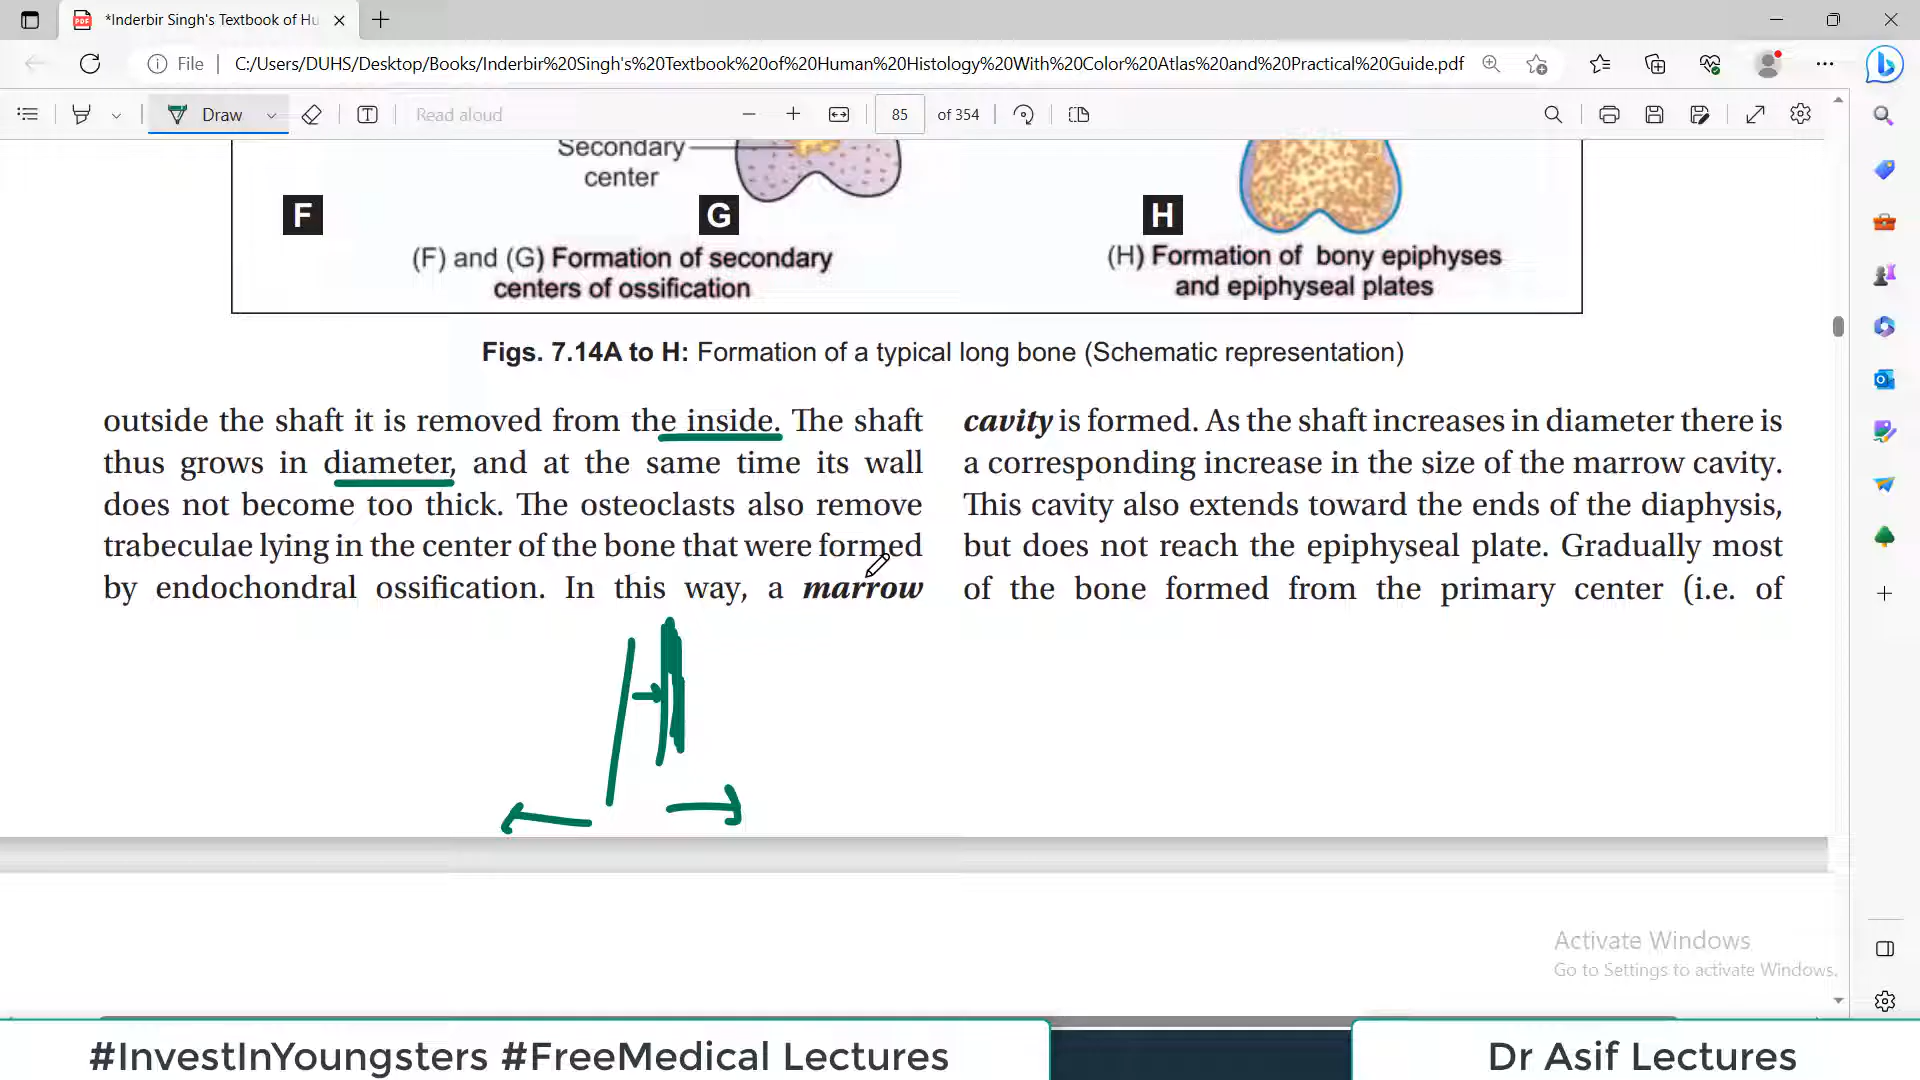 *Inderbir Singh's Textbook of Hu
File
C:/Users/DUHS/Desktop/Books/Inderbir%20Singh's%20Textbook%20of%20Human%20Histology%20With%20Color%20Atlas%20and%20Practical%20Guide.pdf
Draw
Read aloud
85
of 354
Secondary
center
F
G
H
(F) and (G) Formation of secondary
centers of ossification
(H) Formation of bony epiphyses
and epiphyseal plates
Figs. 7.14A to H: Formation of a typical long bone (Schematic representation)
outside the shaft it is removed from the inside. The shaft
thus grows in diameter, and at the same time its wall
does not become too thick. The osteoclasts also remove
trabeculae lying in the center of the bone that were formed
by endochondral ossification. In this way, a marrow
cavity is formed. As the shaft increases in diameter there is
a corresponding increase in the size of the marrow cavity.
This cavity also extends toward the ends of the diaphysis,
but does not reach the epiphyseal plate. Gradually most
of the bone formed from the primary center (i.e. of
Activate Windows
Go to Settings to activate Windows.
#InvestInYoungsters #FreeMedical Lectures
Dr Asif Lectures